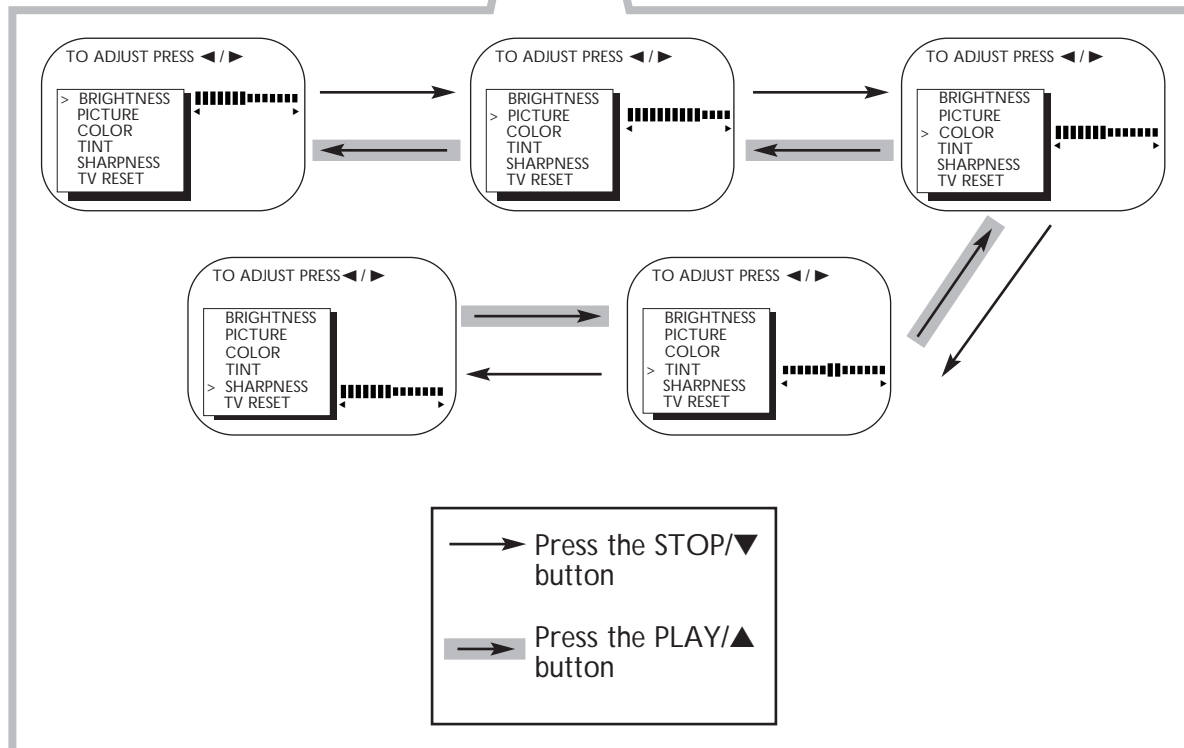 TO ADJUST PRESS ◄ / ►
> BRIGHTNESS
PICTURE
COLOR
TINT
SHARPNESS
TV RESET
TO ADJUST PRESS ◄ / ►
BRIGHTNESS
> PICTURE
COLOR
TINT
SHARPNESS
TV RESET
TO ADJUST PRESS ◄ / ►
BRIGHTNESS
PICTURE
> COLOR
TINT
SHARPNESS
TV RESET
TO ADJUST PRESS ◄ / ►
BRIGHTNESS
PICTURE
COLOR
TINT
> SHARPNESS
TV RESET
TO ADJUST PRESS ◄ / ►
BRIGHTNESS
PICTURE
COLOR
> TINT
SHARPNESS
TV RESET
Press the STOP/▼
button
Press the PLAY/▲
button